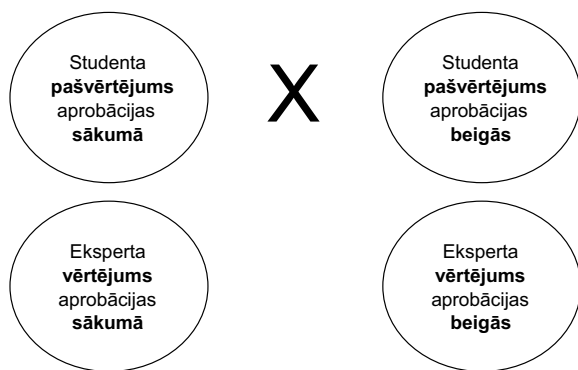 Studenta
pašvērtējums
aprobācijas
sākumā
X
Studenta
pašvērtējums
aprobācijas
beigās
Eksperta
vērtējums
aprobācijas
sākumā
Eksperta
vērtējums
aprobācijas
beigās